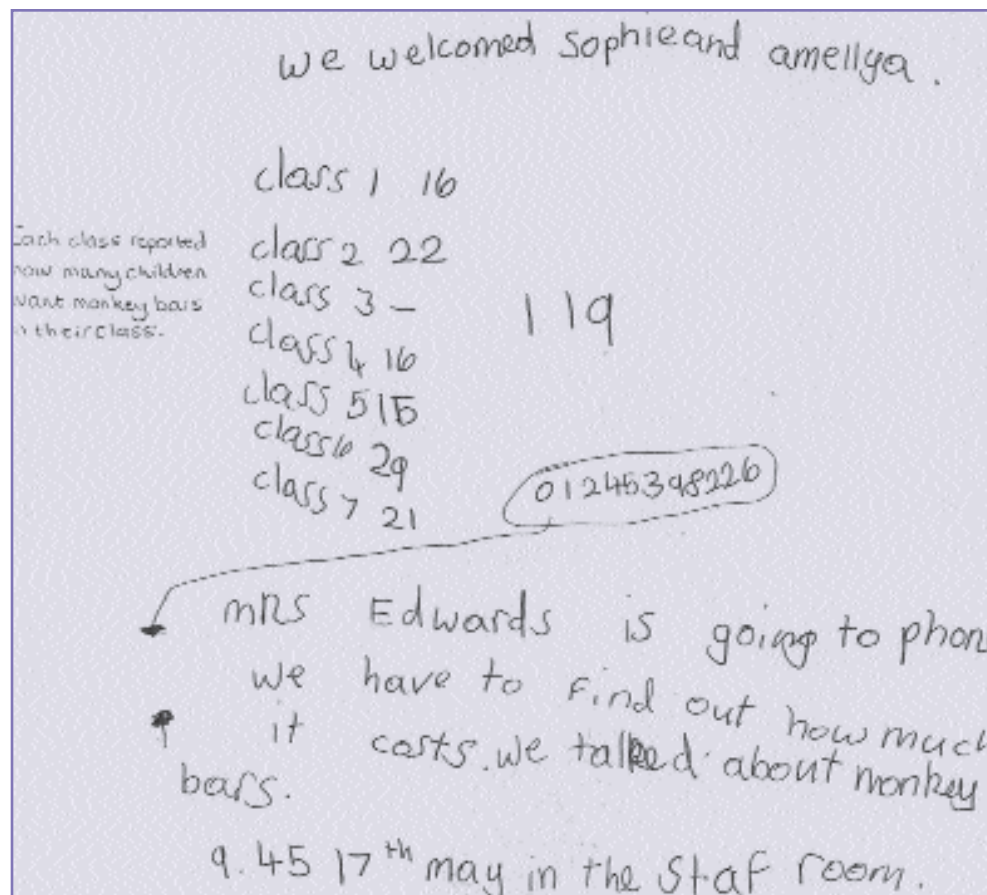 we welcomed Sophie and amellya.
class 1 16
Each class reported
how many children
want monkey bars
in their class.
class 2 22
class 3 –
class 4 16
class 5 15
class 6 29
class 7 21
119
01245398226
mRS Edwards is going to phon
we have to find out how much
it costs. we talked about monkey
bars.
9.45 17th may in the Staf room.